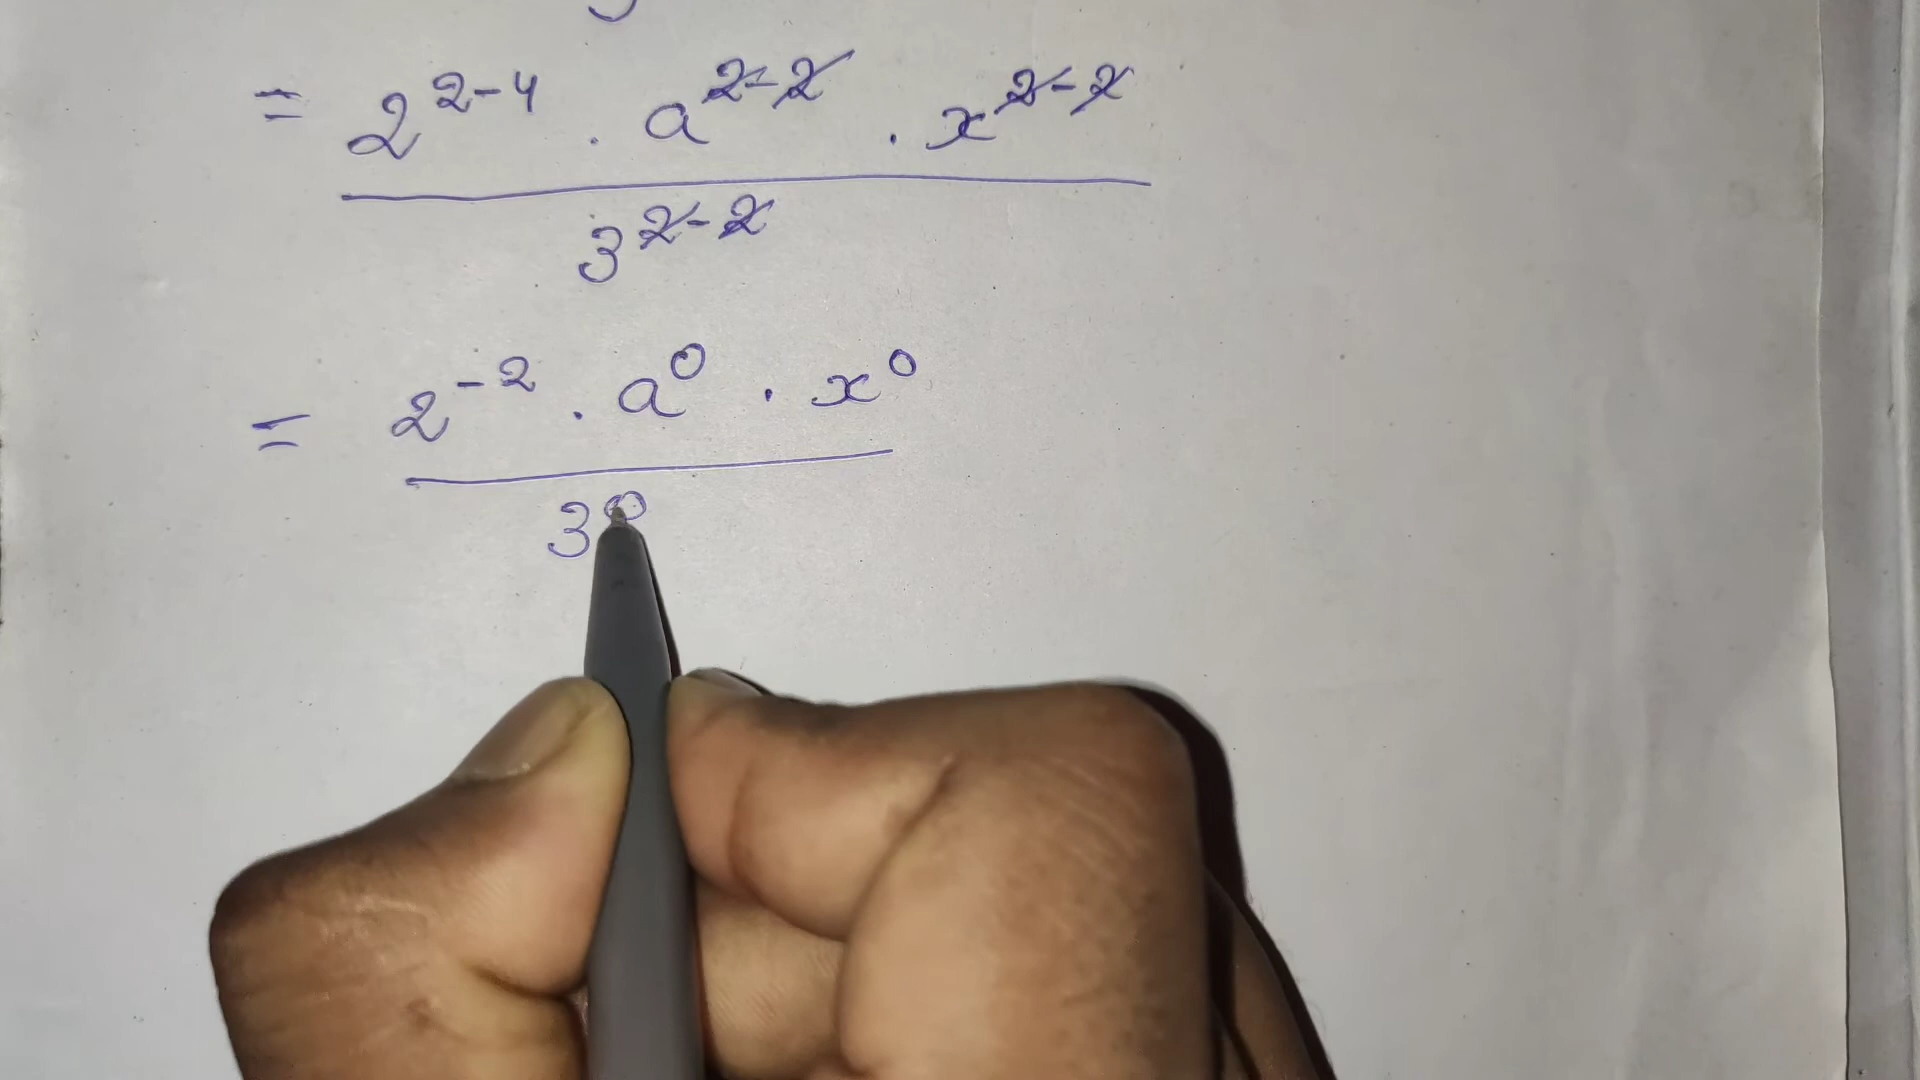 = 2^{2-4} . a^{2-2} . x^{2-2}
3^{2-2}
= 2^{-2} . a^0 . x^0
3^0